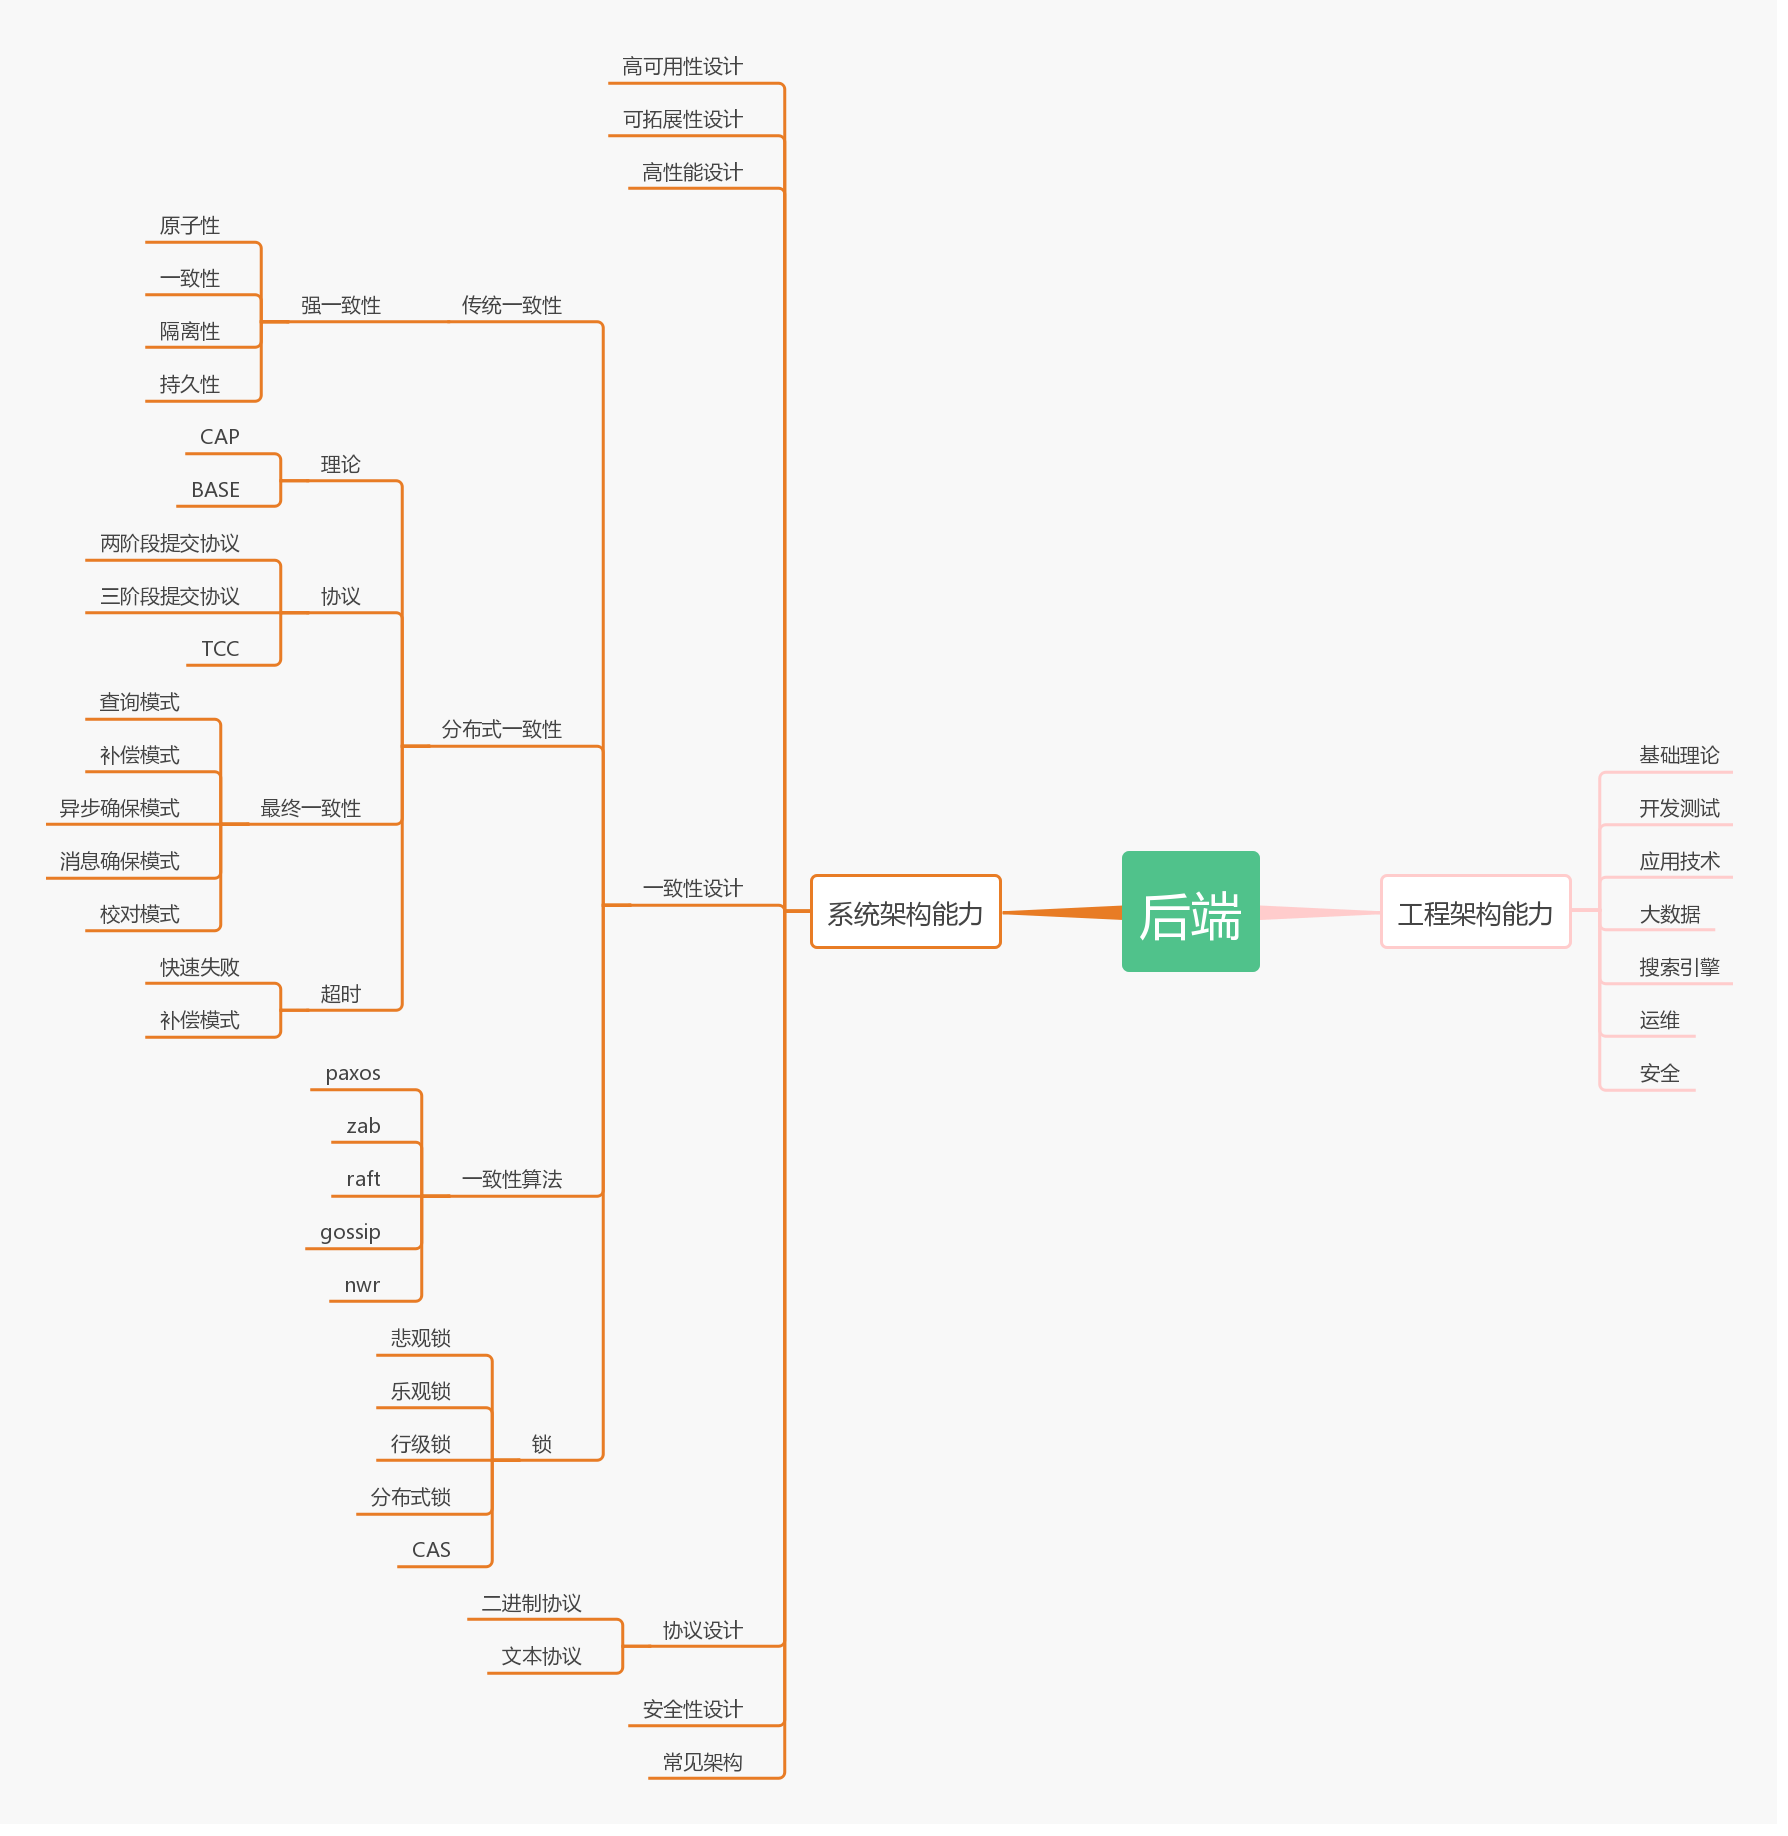 高可用性设计
可拓展性设计
高性能设计
原子性
一致性
隔离性
持久性
强一致性
传统一致性
CAP
BASE
理论
两阶段提交协议
三阶段提交协议
TCC
协议
查询模式
补偿模式
异步确保模式
消息确保模式
校对模式
最终一致性
快速失败
补偿模式
超时
分布式一致性
paxos
zab
raft
gossip
nwr
一致性算法
悲观锁
乐观锁
行级锁
分布式锁
CAS
锁
一致性设计
二进制协议
文本协议
协议设计
安全性设计
常见架构
系统架构能力
后端
工程架构能力
基础理论
开发测试
应用技术
大数据
搜索引擎
运维
安全